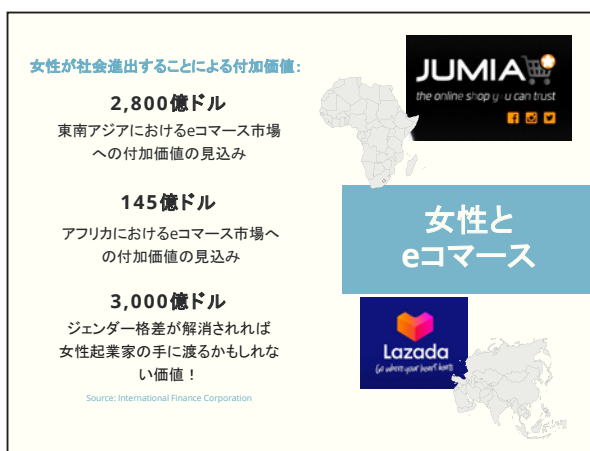 女性が社会進出することによる付加価値:
2,800億ドル
東南アジアにおけるeコマース市場
への付加価値の見込み
145億ドル
アフリカにおけるeコマース市場へ
の付加価値の見込み
3,000億ドル
ジェンダー格差が解消されれば
女性起業家の手に渡るかもしれな
い価値！
Source: International Finance Corporation
JUMIA
the online shop you can trust
女性と
eコマース
Lazada
Go where your heart beats